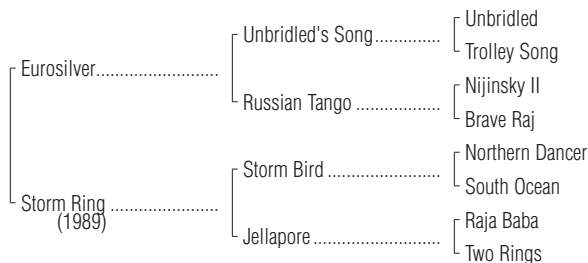 Unbridled
Unbridled's Song ..............
Trolley Song
Eurosilver..........................
Nijinsky II
Russian Tango ..................
Brave Raj
Northern Dancer
Storm Bird ........................
South Ocean
Storm Ring .......................
(1989)
Raja Baba
Jellapore...........................
Two Rings